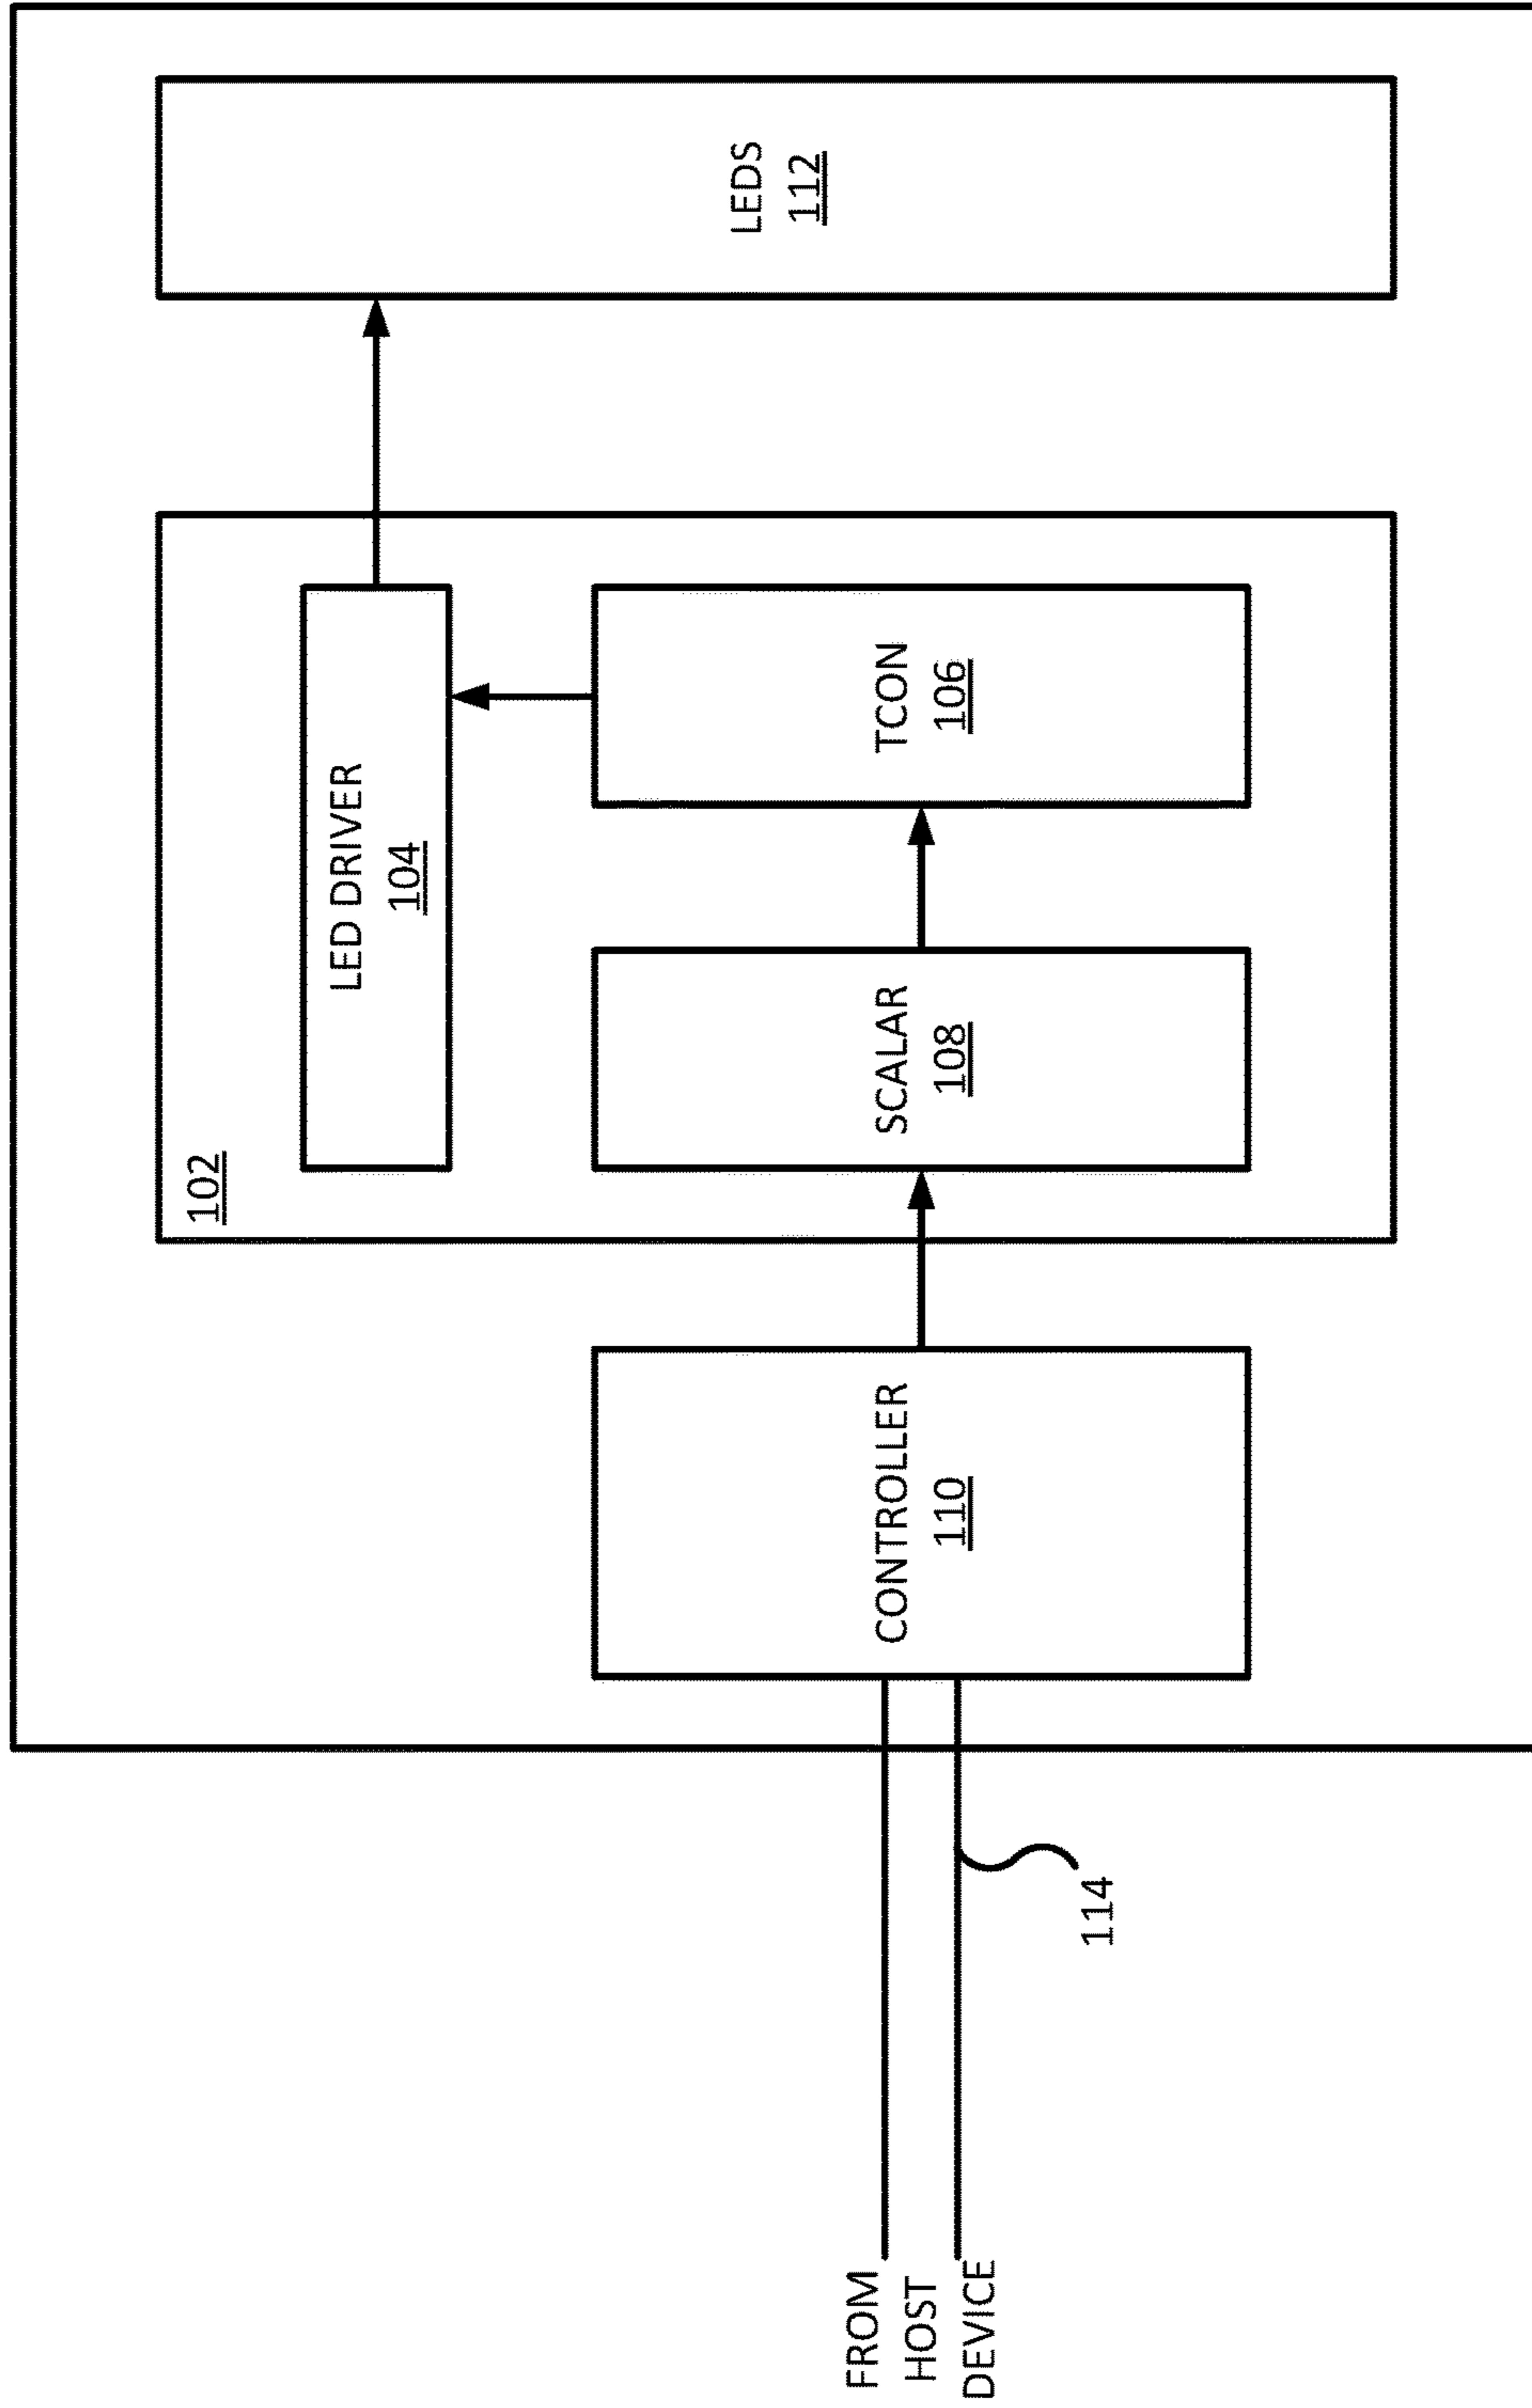 102
LED DRIVER
104
LEDS
112
FROM
HOST
DEVICE
114
CONTROLLER
110
SCALAR
108
TCON
106